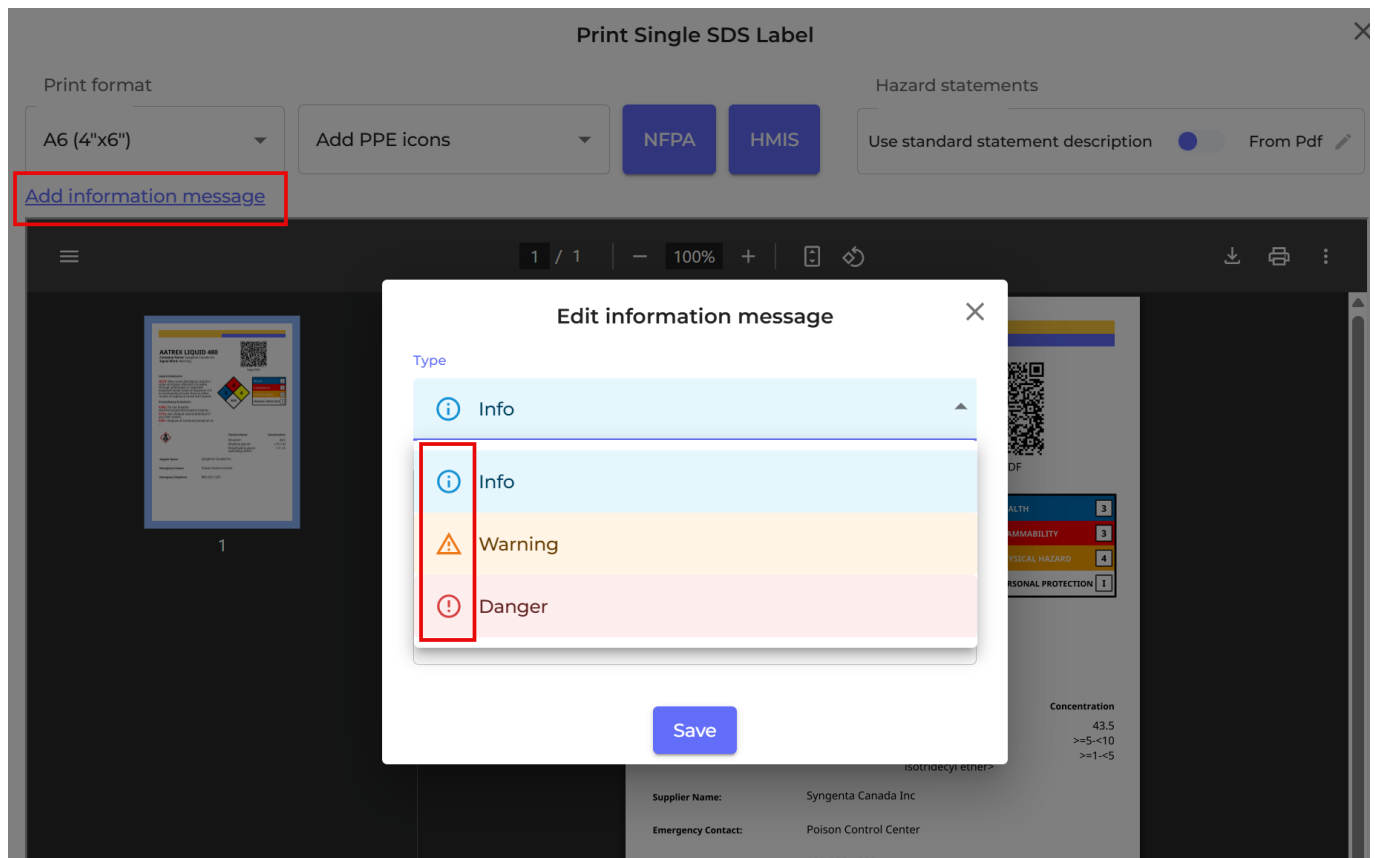 Print Single SDS Label
Print format
Hazard statements
A6 (4"x6")
Add PPE icons
NFPA
HMIS
Use standard statement description
From Pdf
Add information message
1 / 1
100%
Edit information message
Type
Info
Info
Warning
Danger
Save
AATREX LIQUID 480
1
DF
ALTH 3
AMMABILITY 3
YSICAL HAZARD 4
RSONAL PROTECTION I
Concentration
43.5
>=5-<10
>=1-<5
isotridecyl ether>
Supplier Name: Syngenta Canada Inc
Emergency Contact: Poison Control Center